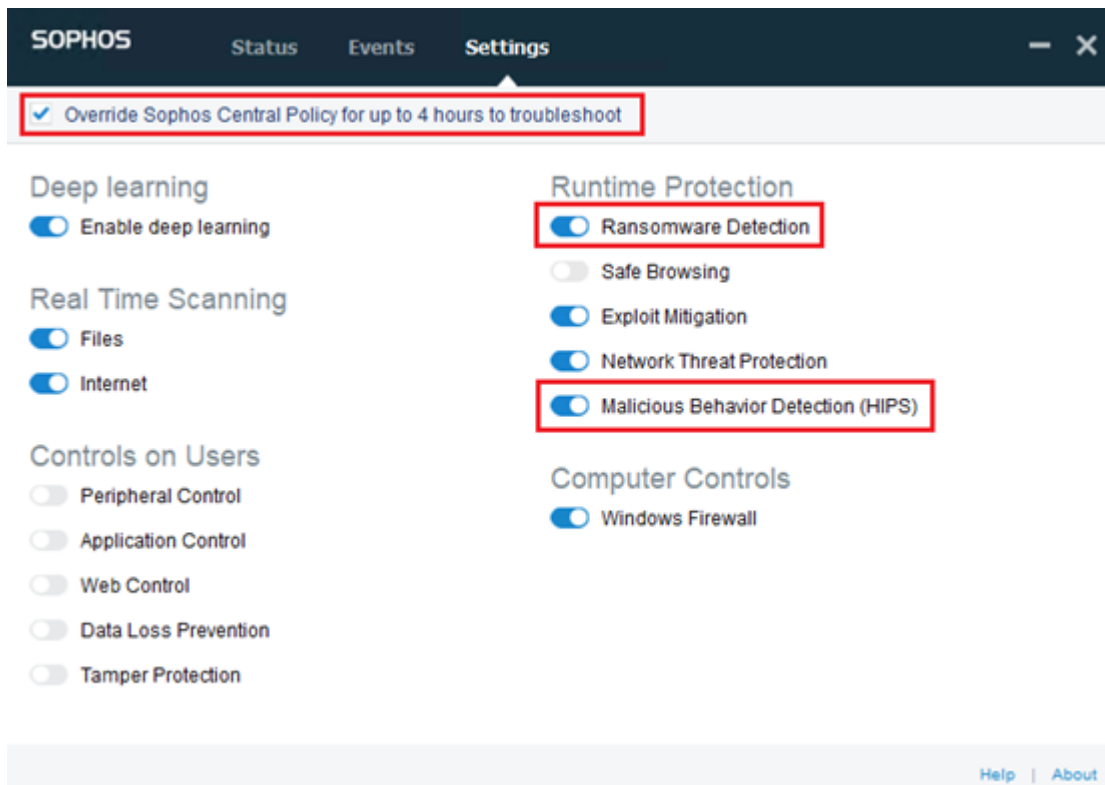 SOPHOS
Status
Events
Settings
Override Sophos Central Policy for up to 4 hours to troubleshoot
Deep learning
Enable deep learning
Real Time Scanning
Files
Internet
Controls on Users
Peripheral Control
Application Control
Web Control
Data Loss Prevention
Tamper Protection
Runtime Protection
Ransomware Detection
Safe Browsing
Exploit Mitigation
Network Threat Protection
Malicious Behavior Detection (HIPS)
Computer Controls
Windows Firewall
Help | About